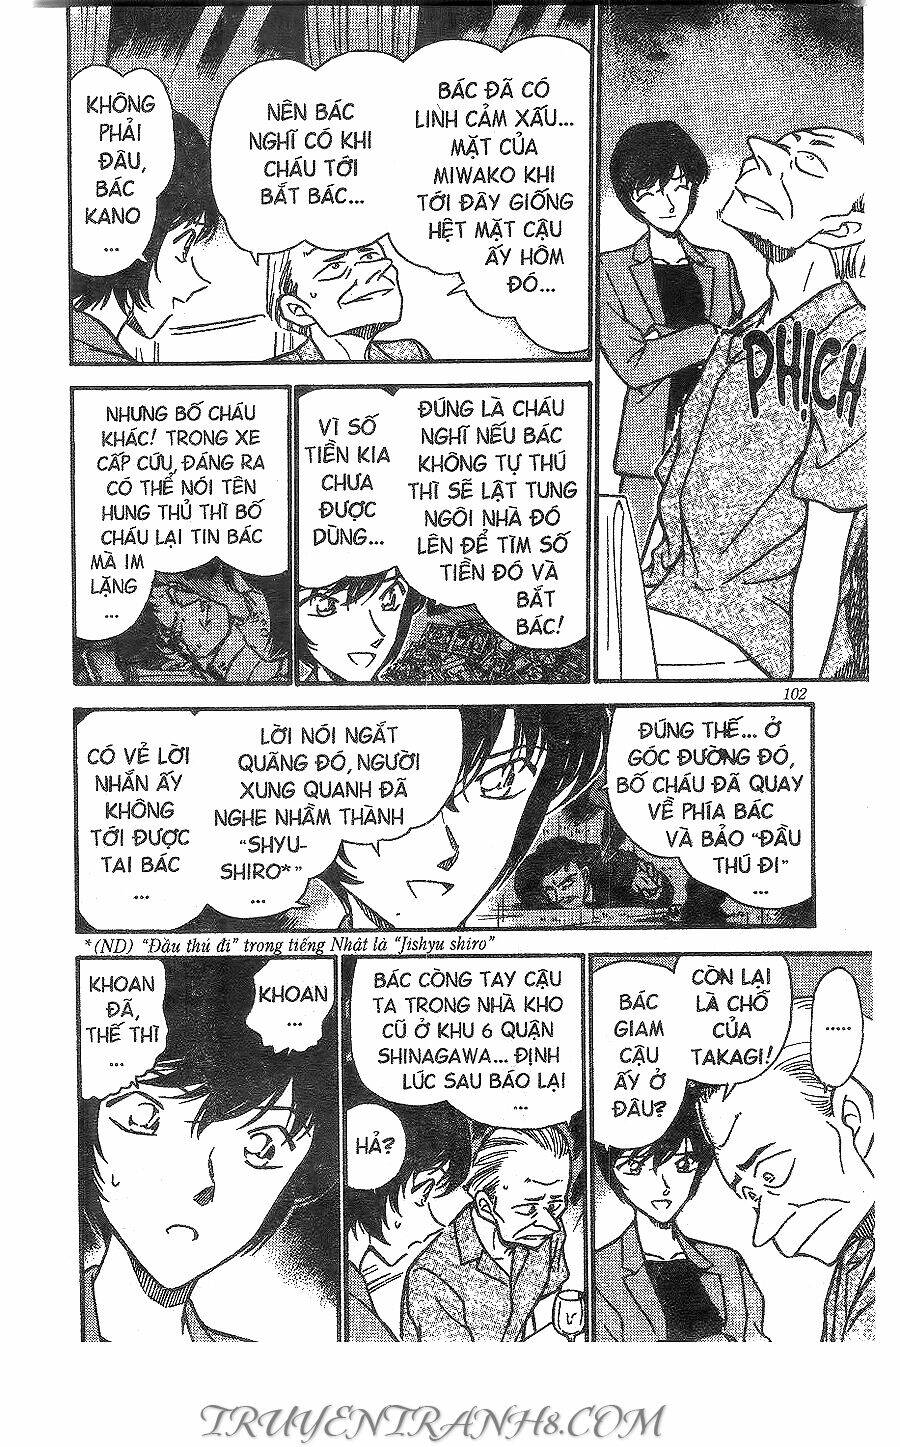 PHỊCH
BÁC ĐÃ CÓ
LINH CẢM XẤU...
MẶT CỦA
MIWAKO KHI
TỚI ĐÂY GIỐNG
HỆT MẶT CẬU
ẤY HÔM
ĐÓ...
NÊN BÁC
NGHĨ CÓ KHI
CHÁU TỚI
BẮT BÁC...
KHÔNG
PHẢI
ĐÂU,
BÁC
KANO
...
ĐÚNG LÀ CHÁU
NGHĨ NẾU BÁC
KHÔNG TỰ THÚ
THÌ SẼ LẬT TUNG
NGÔI NHÀ ĐÓ
LÊN ĐỂ TÌM SỐ
TIỀN ĐÓ VÀ
BẮT
BÁC!
VÌ SỐ
TIỀN KIA
CHƯA
ĐƯỢC
DÙNG...
NHƯNG BỐ CHÁU
KHÁC! TRONG XE
CẤP CỨU, ĐÁNG RA
CÓ THỂ NÓI TÊN
HUNG THỦ THÌ BỐ
CHÁU LẠI TIN BÁC
MÀ IM
LẶNG
...
102
ĐÚNG THẾ... Ở
GÓC ĐƯỜNG ĐÓ,
BỐ CHÁU ĐÃ QUAY
VỀ PHÍA BÁC
VÀ BẢO "ĐẦU
THÚ ĐI"
...
LỜI NÓI NGẮT
QUÃNG ĐÓ, NGƯỜI
XUNG QUANH ĐÃ
NGHE NHẦM THÀNH
"SHYU-
SHIRO*"
...
CÓ VẺ LỜI
NHẮN ẤY
KHÔNG
TỚI ĐƯỢC
TAI BÁC
...
*(ND) "Đầu thú đi" trong tiếng Nhật là "Jishyu shiro"
......
CÒN LẠI
LÀ CHỖ
CỦA
TAKAGI!
BÁC
GIAM
CẬU
ẤY Ở
ĐÂU?
BÁC CÒNG TAY CẬU
TA TRONG NHÀ KHO
CŨ Ở KHU 6 QUẬN
SHINAGAWA... ĐỊNH
LÚC SAU BÁO LẠI
...
HẢ?
KHOAN
...
KHOAN
ĐÃ,
THẾ THÌ
...
TRUYENTRANH8.COM